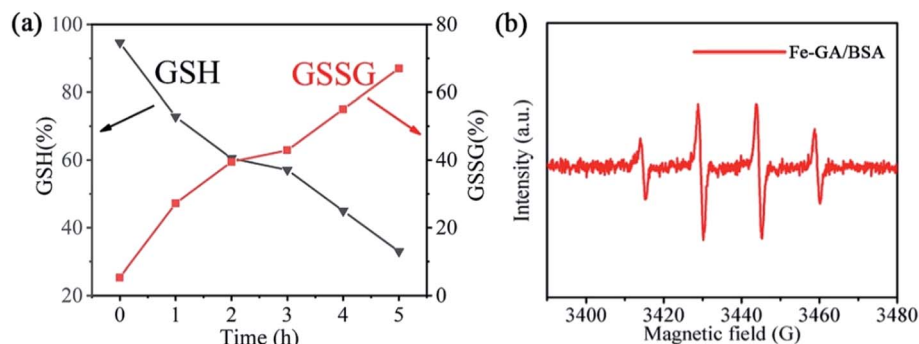 (a)
GSH
GSSG
GSH(%)
100
80
60
40
20
GSSG(%)
80
60
40
20
0
0 1 2 3 4 5
Time (h)
(b)
Fe-GA/BSA
Intensity (a.u.)
3400 3420 3440 3460 3480
Magnetic field (G)